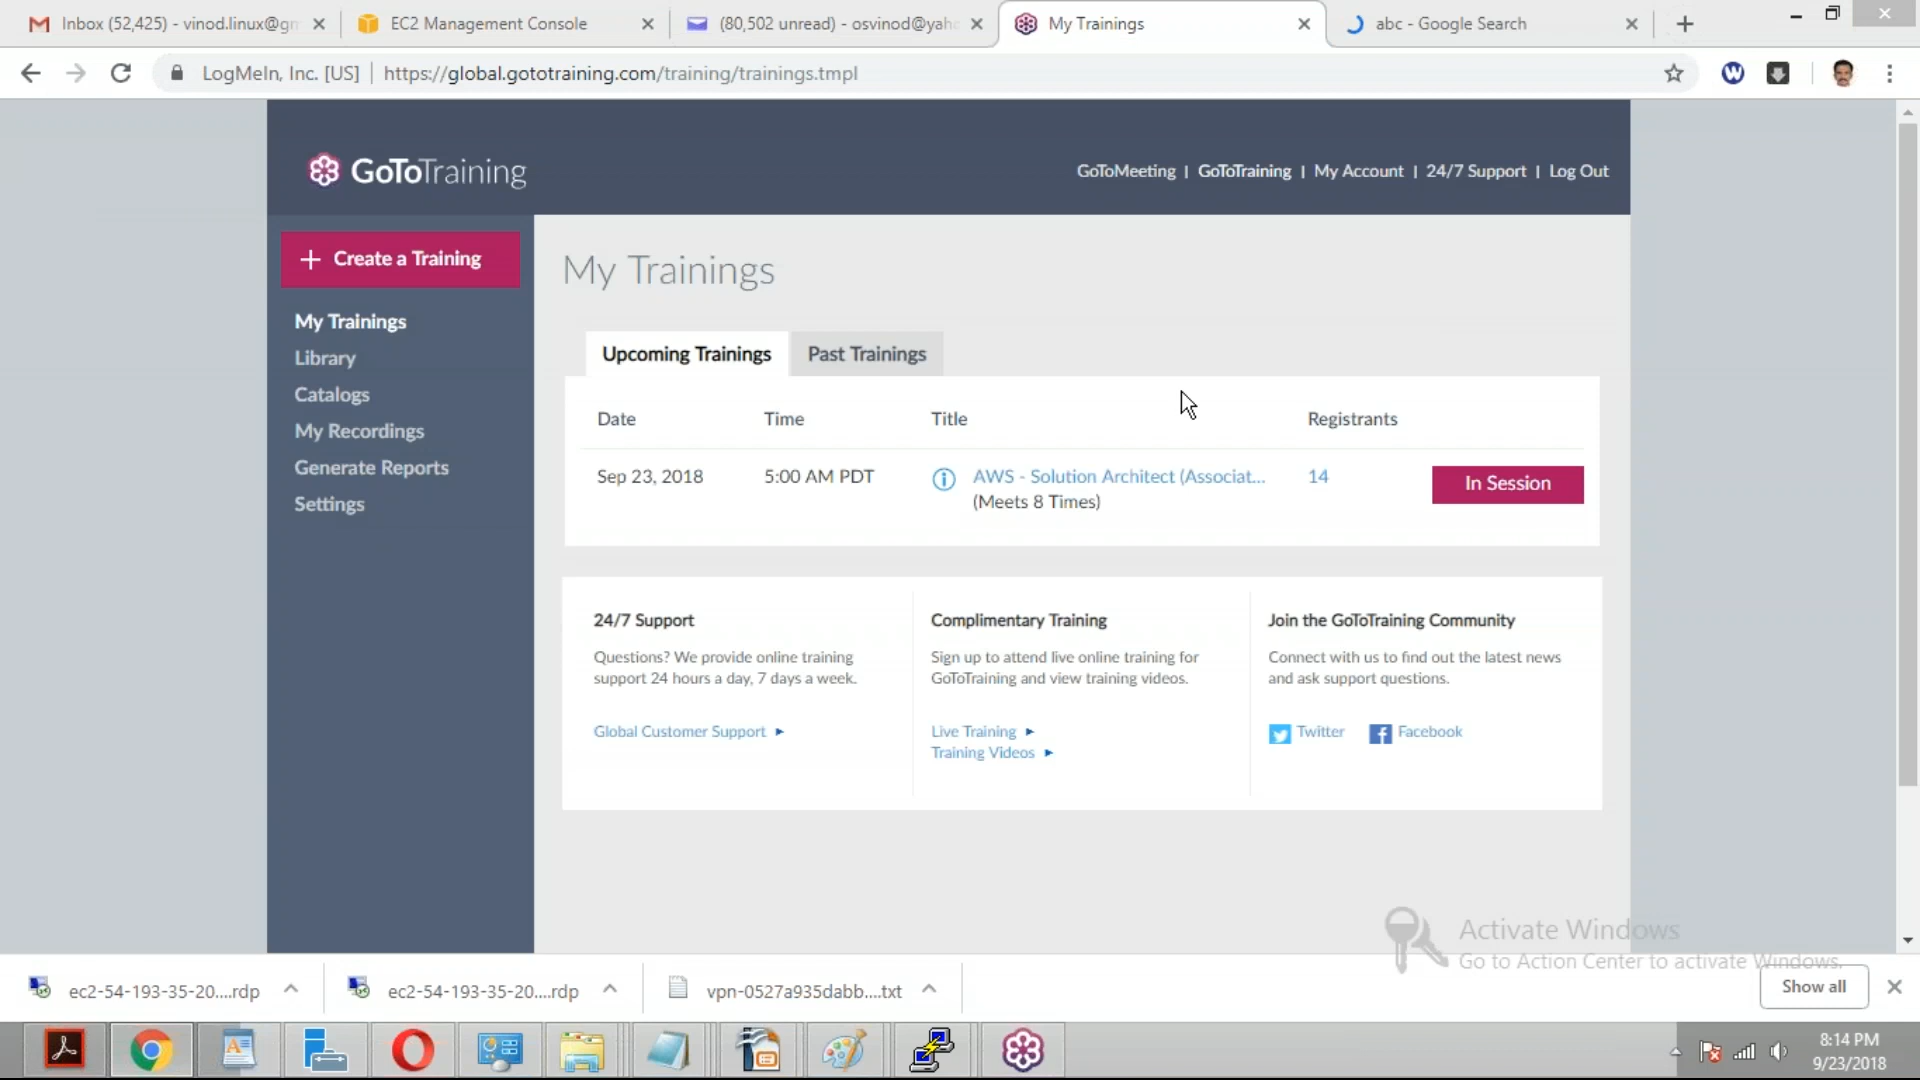 Inbox (52,425) - vinod.linux@gm
EC2 Management Console
(80,502 unread) - osvinod@yaho
My Trainings
abc - Google Search
LogMeIn, Inc. [US]
https://global.gototraining.com/training/trainings.tmpl
GoToTraining
GoToMeeting | GoToTraining | My Account | 24/7 Support | Log Out
+ Create a Training
My Trainings
Library
Catalogs
My Recordings
Generate Reports
Settings
My Trainings
Upcoming Trainings
Past Trainings
Date Time Title Registrants
Sep 23, 2018 5:00 AM PDT AWS - Solution Architect (Associat... 14 In Session
(Meets 8 Times)
24/7 Support
Questions? We provide online training
support 24 hours a day, 7 days a week.
Global Customer Support
Complimentary Training
Sign up to attend live online training for
GoToTraining and view training videos.
Live Training
Training Videos
Join the GoToTraining Community
Connect with us to find out the latest news
and ask support questions.
Twitter
Facebook
Activate Windows
Go to Action Center to activate Windows.
ec2-54-193-35-20....rdp
ec2-54-193-35-20....rdp
vpn-0527a935dabb....txt
Show all
8:14 PM
9/23/2018